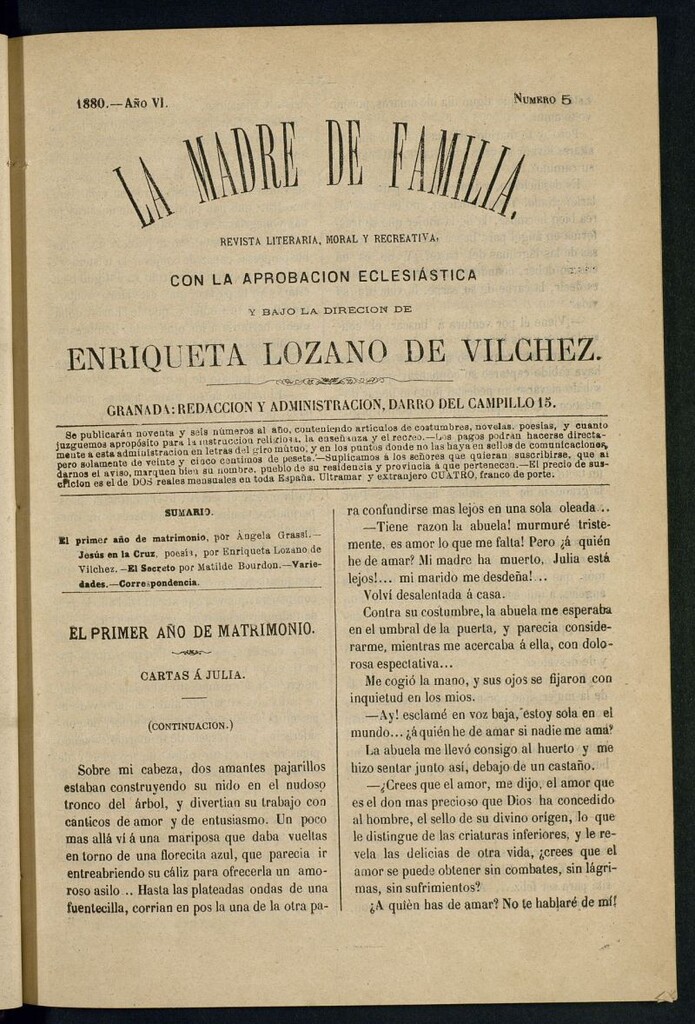 1880.—Año VI.
Numero 5
LA MADRE DE FAMILIA.
REVISTA LITERARIA, MORAL Y RECREATIVA,
CON LA APROBACION ECLESIÁSTICA
Y BAJO LA DIRECION DE
ENRIQUETA LOZANO DE VILCHEZ.
GRANADA: REDACCION Y ADMINISTRACION, DARRO DEL CAMPILLO 15.
Se publicarán noventa y seis números al año, conteniendo artículos de costumbres, novelas, poesías, y cuanto
juzguemos apropósito para la instruccion religiosa, la enseñanza y el recreo.—Los pagos podrán hacerse directa-
mente á esta administracion en letras del giro mútuo, y en los puntos donde no las haya en sellos de comunicaciones,
pero solamente de veinte y cinco centimos de peseta.—Suplicamos á los señores que quieran suscribirse, que al
darnos el aviso, marquen bien su nombre, pueblo de su residencia y provincia á que pertenecen.—El precio de sus-
cricion es el de DOS reales mensuales en toda España. Ultramar y extranjero CUATRO, franco de porte.
SUMARIO.
El primer año de matrimonio, por Angela Grassi.—
Jesús en la Cruz, poesía, por Enriqueta Lozano de
Vilchez.—El Secreto por Matilde Bourdon.—Varie-
dades.—Correspondencia.
EL PRIMER AÑO DE MATRIMONIO.
CARTAS Á JULIA.
(CONTINUACION.)
Sobre mi cabeza, dos amantes pajarillos
estaban construyendo su nido en el nudoso
tronco del árbol, y divertian su trabajo con
canticos de amor y de entusiasmo. Un poco
mas allá ví á una mariposa que daba vueltas
en torno de una florecita azul, que parecia ir
entreabriendo su cáliz para ofrecerla un amo-
roso asilo... Hasta las plateadas ondas de una
fuentecilla, corrian en pos la una de la otra pa-
ra confundirse mas lejos en una sola oleada...
—Tiene razon la abuela! murmuré triste-
mente, es amor lo que me falta! Pero ¿á quién
he de amar? Mi madre ha muerto, Julia está
lejos!... mi marido me desdeña!...
Volví desalentada á casa.
Contra su costumbre, la abuela me esperaba
en el umbral de la puerta, y parecia conside-
rarme, mientras me acercaba á ella, con dolo-
rosa espectativa...
Me cogió la mano, y sus ojos se fijaron con
inquietud en los mios.
—Ay! esclamé en voz baja, estoy sola en el
mundo... ¿á quién he de amar si nadie me ama?
La abuela me llevó consigo al huerto y me
hizo sentar junto así, debajo de un castaño.
—¿Crees que el amor, me dijo, el amor que
es el don mas precioso que Dios ha concedido
al hombre, el sello de su divino orígen, lo que
le distingue de las criaturas inferiores, y le re-
vela las delicias de otra vida, ¿crees que el
amor se puede obtener sin combates, sin lágri-
mas, sin sufrimientos?
¿A quién has de amar? No te hablaré de mí!